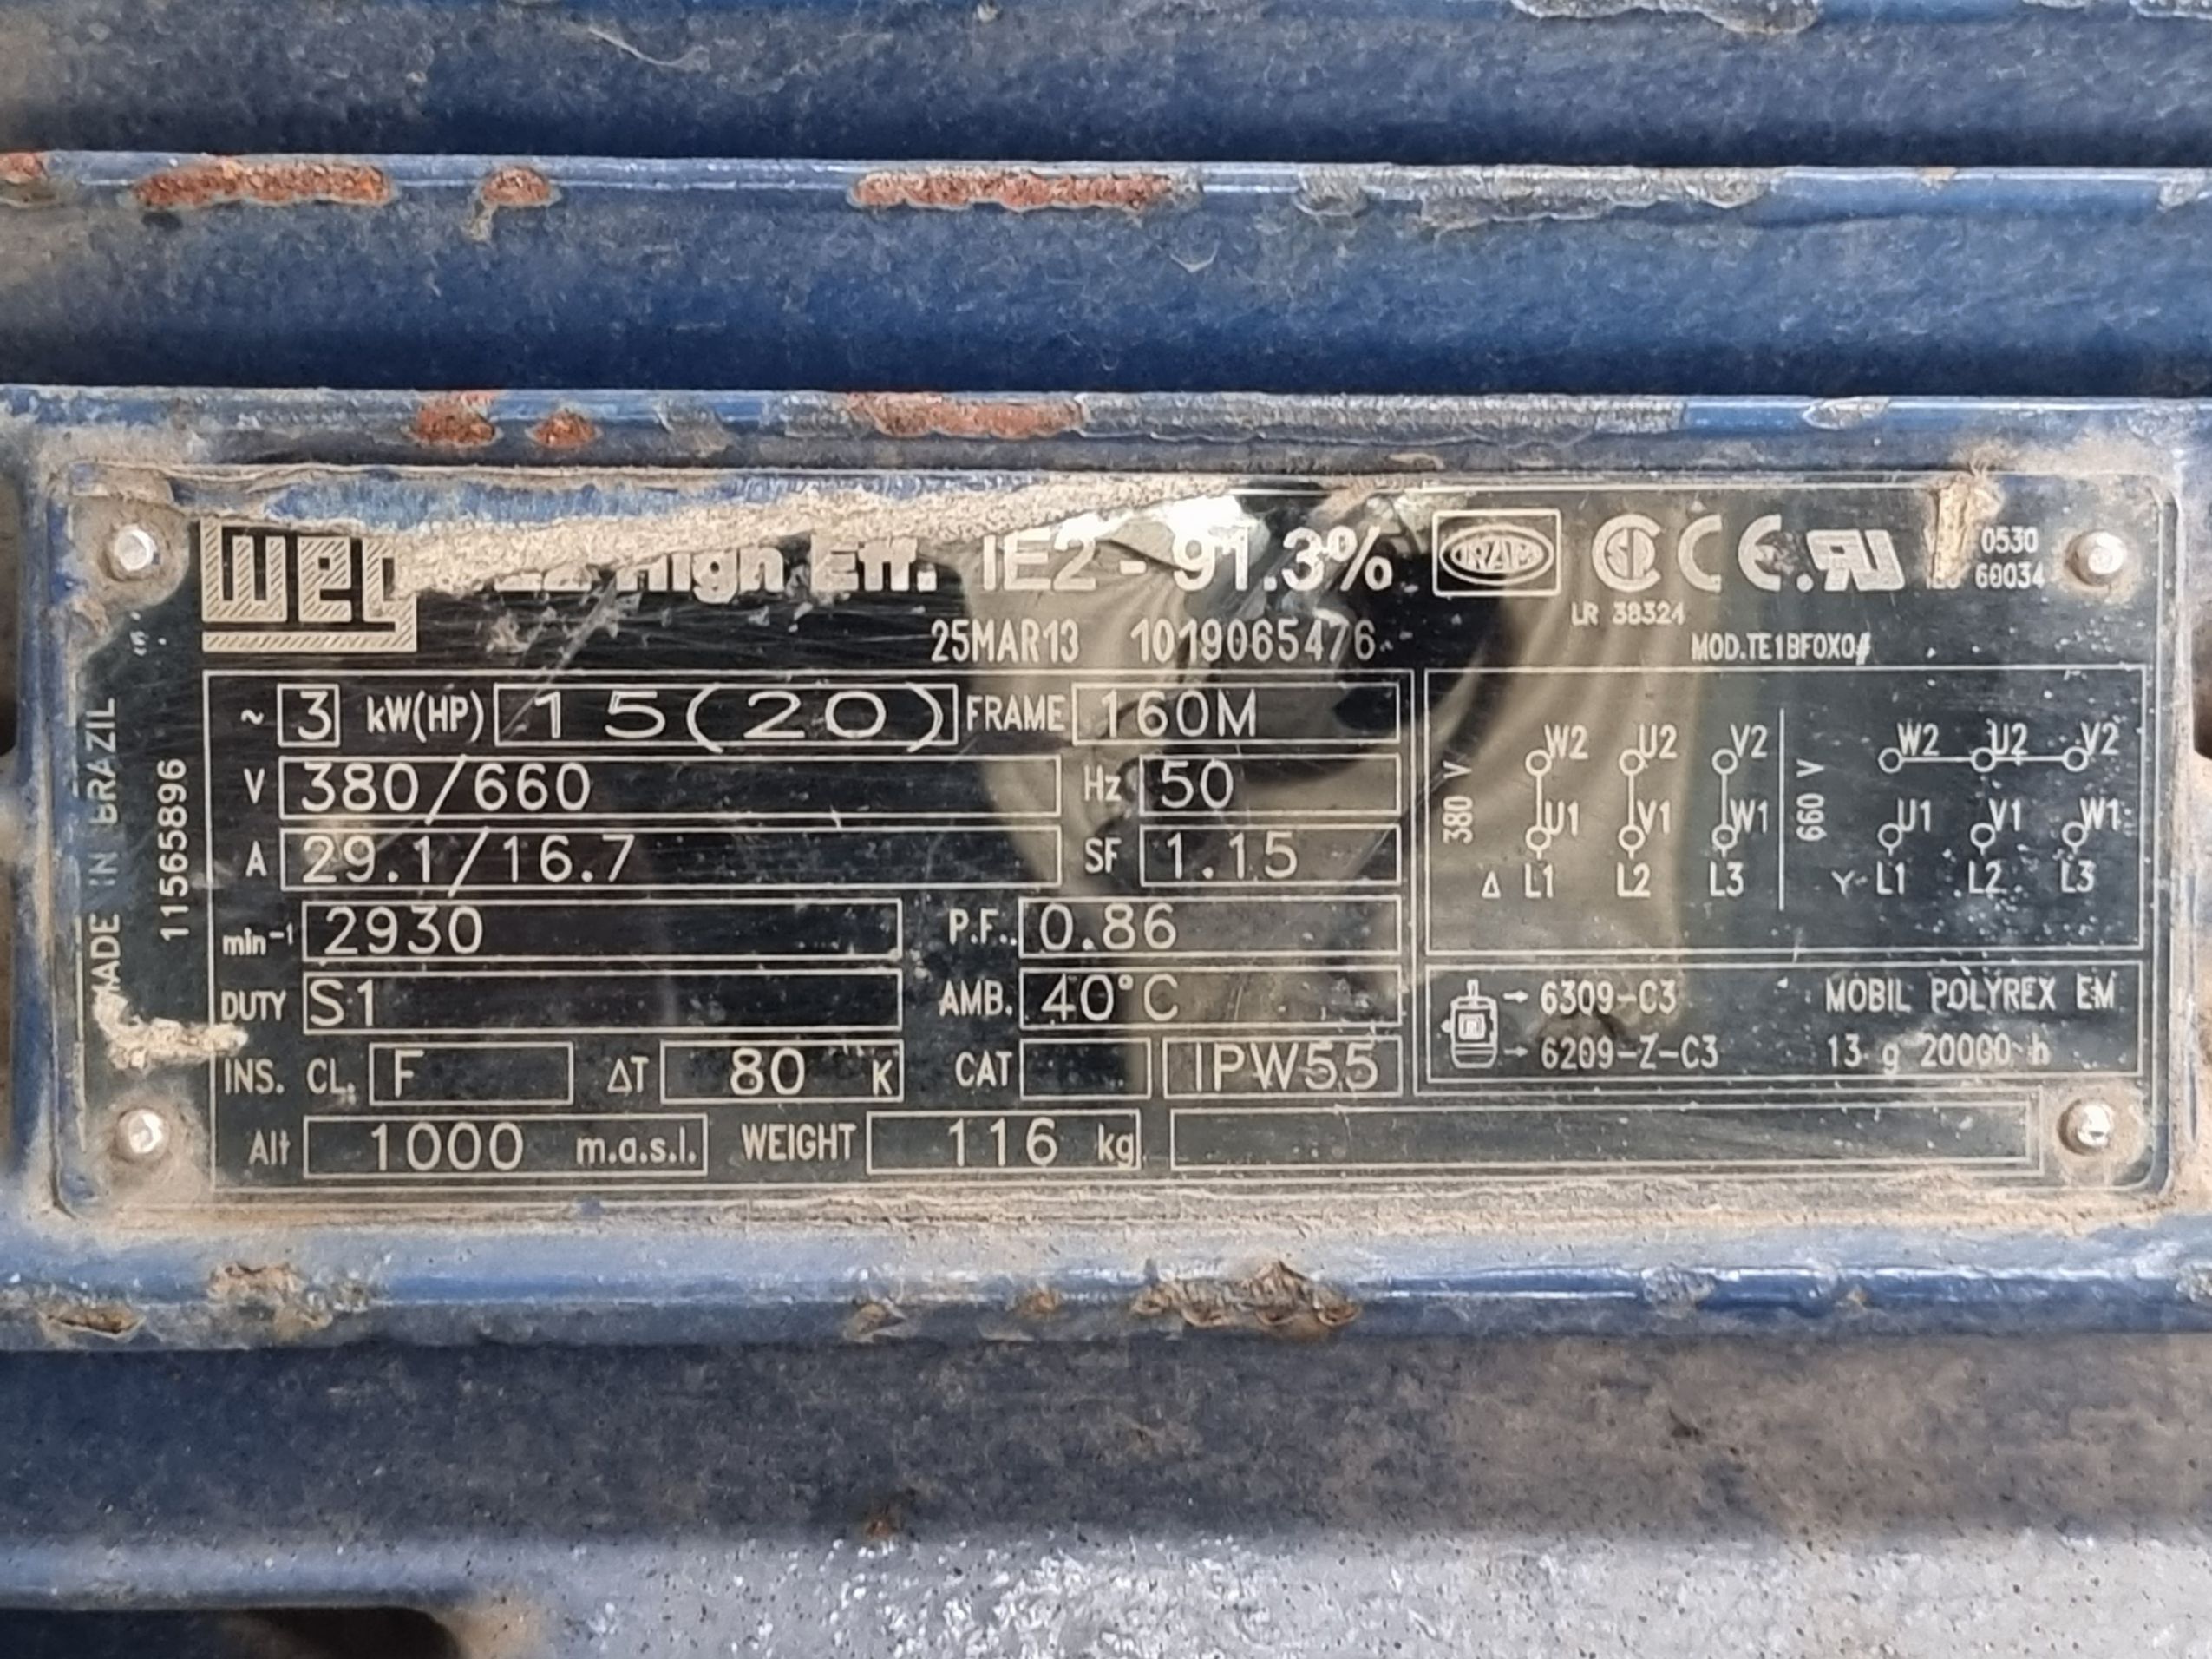 WEG High Eff. IE2 - 91.3%
IRAM
LR 38324
0530
60034
25MAR13 1019065476
MOD.TE1BFOXO#
MADE IN BRAZIL
11565896
~ 3 kW(HP) 15(20) FRAME 160M
V 380/660 Hz 50
A 29.1/16.7 SF 1.15
min⁻¹ 2930 P.F. 0.86
DUTY S1 AMB. 40°C
INS. CL. F ΔT 80 K CAT IPW55
Alt 1000 m.a.s.l. WEIGHT 116 kg
380 V
W2 U2 V2
U1 V1 W1
Δ L1 L2 L3
660 V
W2 U2 V2
U1 V1 W1
Y L1 L2 L3
6309-C3 MOBIL POLYREX EM
6209-Z-C3 13 g 20000 h